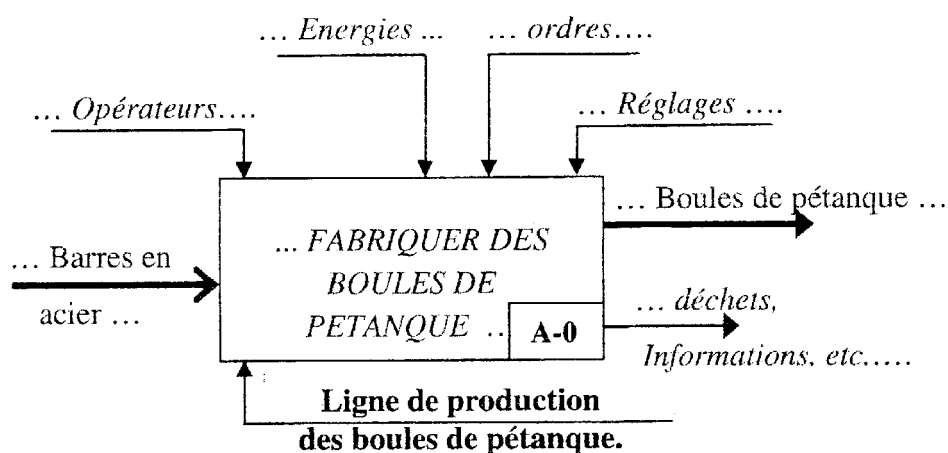 … Energies ...
… ordres….
… Opérateurs….
… Réglages ….
… Boules de pétanque …
... FABRIQUER DES
BOULES DE
PETANQUE ..
… Barres en
acier …
A-0
… déchets,
Informations, etc…..
Ligne de production
des boules de pétanque.